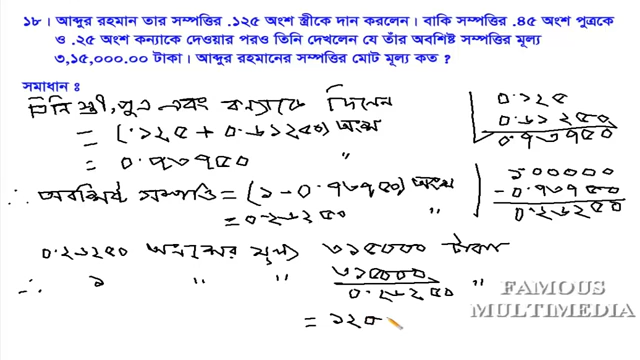 ১৮। আব্দুর রহমান তার সম্পত্তির .১২৫ অংশ স্ত্রীকে দান করলেন। বাকি সম্পত্তির .৪৫ অংশ পুত্রকে
ও .২৫ অংশ কন্যাকে দেওয়ার পরও তিনি দেখলেন যে তাঁর অবশিষ্ট সম্পত্তির মূল্য
৩,১৫,০০০.০০ টাকা। আব্দুর রহমানের সম্পত্তির মোট মূল্য কত ?
সমাধান ঃ
তিনি স্ত্রী, পুত্র এবং কন্যাকে দিলেন
= (.১২৫ + ০.৬১২৫০) অংশ
= ০.৭৩৭৫০ "
০.১২৫
০.৬১২৫০
০.৭৩৭৫০
∴ অবশিষ্ট সম্পত্তি = (১ - ০.৭৩৭৫০) অংশ
= ০.২৬২৫০ "
১০০০০০
- ০.৭৩৭৫০
০.২৬২৫০
০.২৬২৫০ অংশের মূল্য ৩১৫০০০ টাকা
∴ ১ " " ৩১৫০০০ "
০.২৬২৫০
= ১২০
FAMOUS
MULTIMEDIA